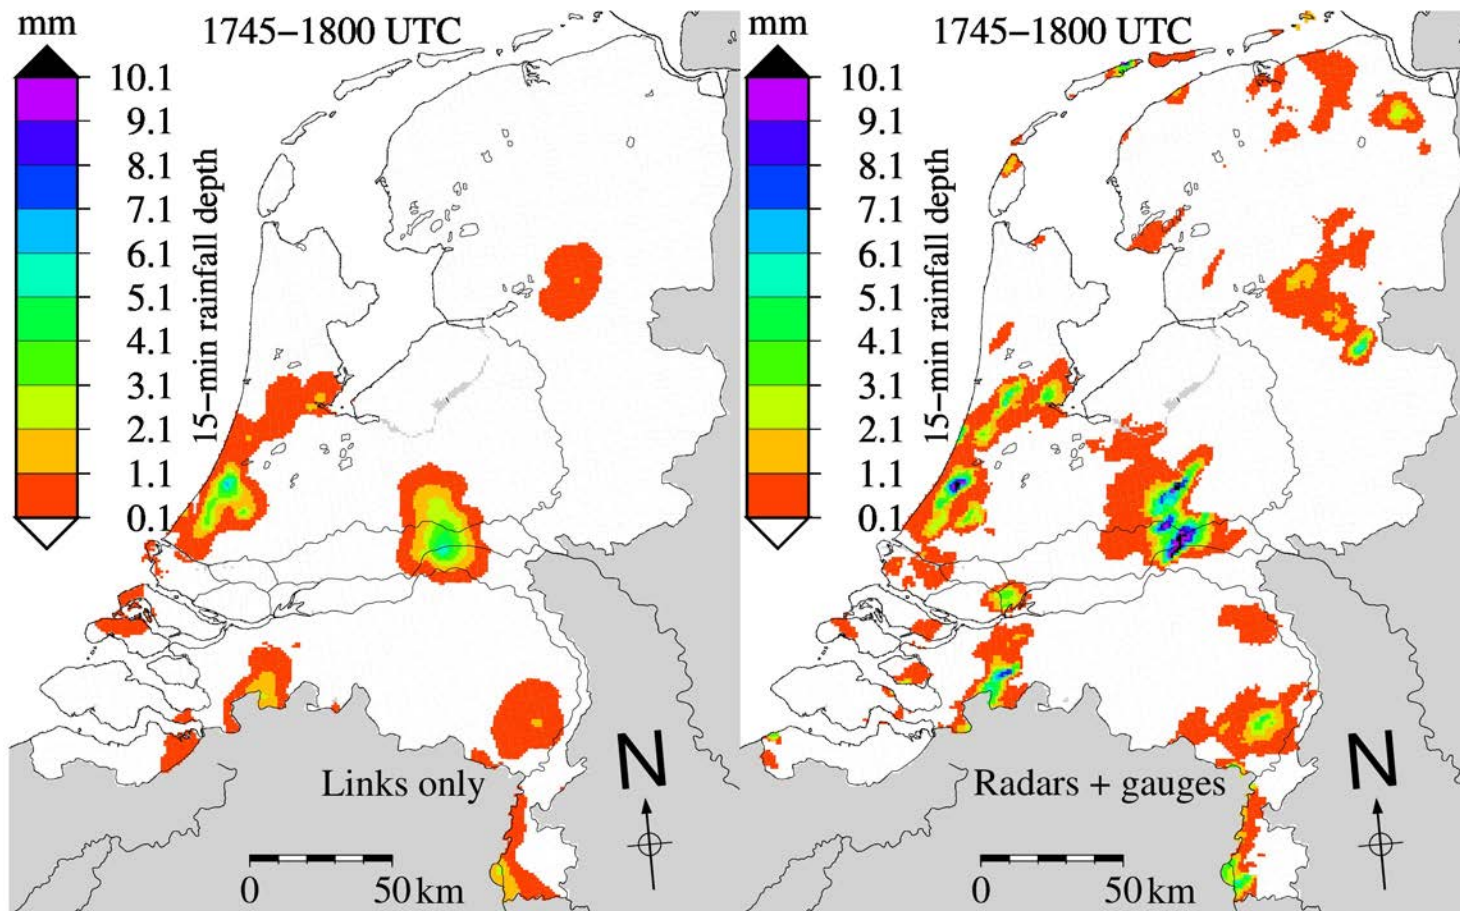 mm
1745–1800 UTC
10.1
9.1
8.1
7.1
6.1
5.1
4.1
3.1
2.1
1.1
0.1
15–min rainfall depth
Links only
N
0 50 km
mm
1745–1800 UTC
10.1
9.1
8.1
7.1
6.1
5.1
4.1
3.1
2.1
1.1
0.1
15–min rainfall depth
Radars + gauges
N
0 50 km